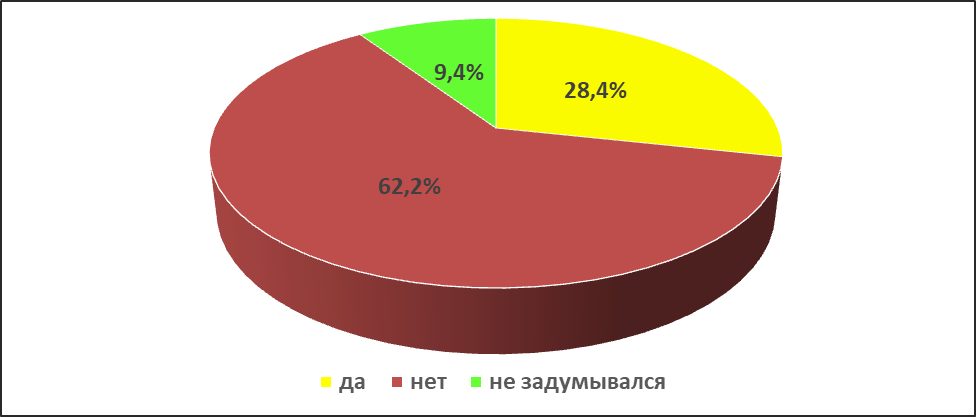 9,4%
28,4%
62,2%
да нет не задумывался